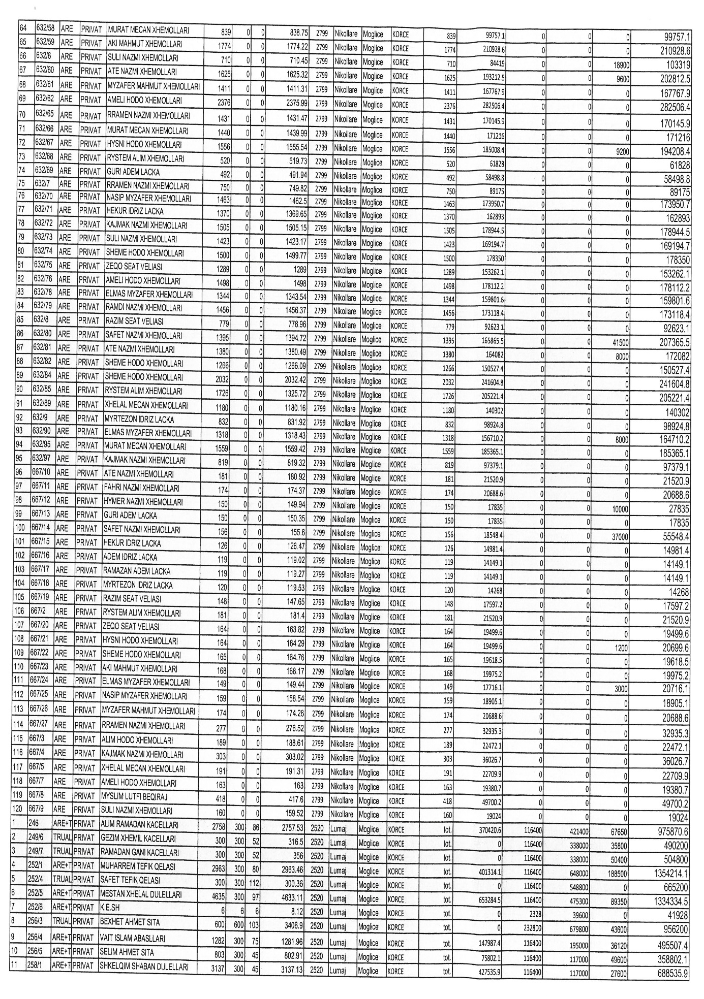 64 632/58 ARE PRIVAT MURAT MECAN XHEMOLLARI 839 0 0 838.75 2799 Nikollare Moglice KORCE 839 99757.1 0 0 0 99757.1
65 632/59 ARE PRIVAT AKI MAHMUT XHEMOLLARI 1774 0 0 1774.22 2799 Nikollare Moglice KORCE 1774 210928.6 0 0 0 210928.6
66 632/6 ARE PRIVAT SULI NAZMI XHEMOLLARI 710 0 0 710.45 2799 Nikollare Moglice KORCE 710 84419 0 0 18900 103319
67 632/60 ARE PRIVAT ATE NAZMI XHEMOLLARI 1625 0 0 1625.32 2799 Nikollare Moglice KORCE 1625 193212.5 0 0 9600 202812.5
68 632/61 ARE PRIVAT MYZAFER MAHMUT XHEMOLLARI 1411 0 0 1411.31 2799 Nikollare Moglice KORCE 1411 167767.9 0 0 0 167767.9
69 632/62 ARE PRIVAT AMELI HODO XHEMOLLARI 2376 0 0 2375.99 2799 Nikollare Moglice KORCE 2376 282506.4 0 0 0 282506.4
70 632/65 ARE PRIVAT RRAMEN NAZMI XHEMOLLARI 1431 0 0 1431.47 2799 Nikollare Moglice KORCE 1431 170145.9 0 0 0 170145.9
71 632/66 ARE PRIVAT MURAT MECAN XHEMOLLARI 1440 0 0 1439.99 2799 Nikollare Moglice KORCE 1440 171216 0 0 0 171216
72 632/67 ARE PRIVAT HYSNI HODO XHEMOLLARI 1556 0 0 1555.54 2799 Nikollare Moglice KORCE 1556 185008.4 0 0 9200 194208.4
73 632/68 ARE PRIVAT RYSTEM ALIM XHEMOLLARI 520 0 0 519.73 2799 Nikollare Moglice KORCE 520 61828 0 0 0 61828
74 632/69 ARE PRIVAT GURI ADEM LACKA 492 0 0 491.94 2799 Nikollare Moglice KORCE 492 58498.8 0 0 0 58498.8
75 632/7 ARE PRIVAT RRAMEN NAZMI XHEMOLLARI 750 0 0 749.82 2799 Nikollare Moglice KORCE 750 89175 0 0 0 89175
76 632/70 ARE PRIVAT NASIP MYZAFER XHEMOLLARI 1463 0 0 1462.5 2799 Nikollare Moglice KORCE 1463 173950.7 0 0 0 173950.7
77 632/71 ARE PRIVAT HEKUR IDRIZ LACKA 1370 0 0 1369.65 2799 Nikollare Moglice KORCE 1370 162893 0 0 0 162893
78 632/72 ARE PRIVAT KAJMAK NAZMI XHEMOLLARI 1505 0 0 1505.15 2799 Nikollare Moglice KORCE 1505 178944.5 0 0 0 178944.5
79 632/73 ARE PRIVAT SULI NAZMI XHEMOLLARI 1423 0 0 1423.17 2799 Nikollare Moglice KORCE 1423 169194.7 0 0 0 169194.7
80 632/74 ARE PRIVAT SHEME HODO XHEMOLLARI 1500 0 0 1499.77 2799 Nikollare Moglice KORCE 1500 178350 0 0 0 178350
81 632/75 ARE PRIVAT ZEQO SEAT VELIASI 1289 0 0 1289 2799 Nikollare Moglice KORCE 1289 153262.1 0 0 0 153262.1
82 632/76 ARE PRIVAT AMELI HODO XHEMOLLARI 1498 0 0 1498 2799 Nikollare Moglice KORCE 1498 178112.2 0 0 0 178112.2
83 632/78 ARE PRIVAT ELMAS MYZAFER XHEMOLLARI 1344 0 0 1343.54 2799 Nikollare Moglice KORCE 1344 159801.6 0 0 0 159801.6
84 632/79 ARE PRIVAT RAMDI NAZMI XHEMOLLARI 1456 0 0 1456.37 2799 Nikollare Moglice KORCE 1456 173118.4 0 0 0 173118.4
85 632/8 ARE PRIVAT RAZIM SEAT VELIASI 779 0 0 778.96 2799 Nikollare Moglice KORCE 779 92623.1 0 0 0 92623.1
86 632/80 ARE PRIVAT SAFET NAZMI XHEMOLLARI 1395 0 0 1394.72 2799 Nikollare Moglice KORCE 1395 165865.5 0 0 41500 207365.5
87 632/81 ARE PRIVAT ATE NAZMI XHEMOLLARI 1380 0 0 1380.49 2799 Nikollare Moglice KORCE 1380 164082 0 0 8000 172082
88 632/82 ARE PRIVAT SHEME HODO XHEMOLLARI 1266 0 0 1266.09 2799 Nikollare Moglice KORCE 1266 150527.4 0 0 0 150527.4
89 632/84 ARE PRIVAT SHEME HODO XHEMOLLARI 2032 0 0 2032.42 2799 Nikollare Moglice KORCE 2032 241604.8 0 0 0 241604.8
90 632/85 ARE PRIVAT RYSTEM ALIM XHEMOLLARI 1726 0 0 1325.72 2799 Nikollare Moglice KORCE 1726 205221.4 0 0 0 205221.4
91 632/89 ARE PRIVAT XHELAL MECAN XHEMOLLARI 1180 0 0 1180.16 2799 Nikollare Moglice KORCE 1180 140302 0 0 0 140302
92 632/9 ARE PRIVAT MYRTEZON IDRIZ LACKA 832 0 0 831.92 2799 Nikollare Moglice KORCE 832 98924.8 0 0 0 98924.8
93 632/90 ARE PRIVAT ELMAS MYZAFER XHEMOLLARI 1318 0 0 1318.43 2799 Nikollare Moglice KORCE 1318 156710.2 0 0 8000 164710.2
94 632/95 ARE PRIVAT MURAT MECAN XHEMOLLARI 1559 0 0 1559.42 2799 Nikollare Moglice KORCE 1559 185365.1 0 0 0 185365.1
95 632/97 ARE PRIVAT KAJMAK NAZMI XHEMOLLARI 819 0 0 819.32 2799 Nikollare Moglice KORCE 819 97379.1 0 0 0 97379.1
96 667/10 ARE PRIVAT ATE NAZMI XHEMOLLARI 181 0 0 180.92 2799 Nikollare Moglice KORCE 181 21520.9 0 0 0 21520.9
97 667/11 ARE PRIVAT FAHRI NAZMI XHEMOLLARI 174 0 0 174.37 2799 Nikollare Moglice KORCE 174 20688.6 0 0 0 20688.6
98 667/12 ARE PRIVAT HYMER NAZMI XHEMOLLARI 150 0 0 149.94 2799 Nikollare Moglice KORCE 150 17835 0 0 10000 27835
99 667/13 ARE PRIVAT GURI ADEM LACKA 150 0 0 150.35 2799 Nikollare Moglice KORCE 150 17835 0 0 0 17835
100 667/14 ARE PRIVAT SAFET NAZMI XHEMOLLARI 156 0 0 155.6 2799 Nikollare Moglice KORCE 156 18548.4 0 0 37000 55548.4
101 667/15 ARE PRIVAT HEKUR IDRIZ LACKA 126 0 0 126.47 2799 Nikollare Moglice KORCE 126 14981.4 0 0 0 14981.4
102 667/16 ARE PRIVAT ADEM IDRIZ LACKA 119 0 0 119.02 2799 Nikollare Moglice KORCE 119 14149.1 0 0 0 14149.1
103 667/17 ARE PRIVAT RAMAZAN ADEM LACKA 119 0 0 119.27 2799 Nikollare Moglice KORCE 119 14149.1 0 0 0 14149.1
104 667/18 ARE PRIVAT MYRTEZON IDRIZ LACKA 120 0 0 119.53 2799 Nikollare Moglice KORCE 120 14268 0 0 0 14268
105 667/19 ARE PRIVAT RAZIM SEAT VELIASI 148 0 0 147.65 2799 Nikollare Moglice KORCE 148 17597.2 0 0 0 17597.2
106 667/2 ARE PRIVAT RYSTEM ALIM XHEMOLLARI 181 0 0 181.4 2799 Nikollare Moglice KORCE 181 21520.9 0 0 0 21520.9
107 667/20 ARE PRIVAT ZEQO SEAT VELIASI 164 0 0 163.82 2799 Nikollare Moglice KORCE 164 19499.6 0 0 0 19499.6
108 667/21 ARE PRIVAT HYSNI HODO XHEMOLLARI 164 0 0 164.29 2799 Nikollare Moglice KORCE 164 19499.6 0 0 1200 20699.6
109 667/22 ARE PRIVAT SHEME HODO XHEMOLLARI 165 0 0 164.76 2799 Nikollare Moglice KORCE 165 19618.5 0 0 0 19618.5
110 667/23 ARE PRIVAT AKI MAHMUT XHEMOLLARI 168 0 0 168.17 2799 Nikollare Moglice KORCE 168 19975.2 0 0 0 19975.2
111 667/24 ARE PRIVAT ELMAS MYZAFER XHEMOLLARI 149 0 0 149.44 2799 Nikollare Moglice KORCE 149 17716.1 0 0 3000 20716.1
112 667/25 ARE PRIVAT NASIP MYZAFER XHEMOLLARI 159 0 0 158.54 2799 Nikollare Moglice KORCE 159 18905.1 0 0 0 18905.1
113 667/26 ARE PRIVAT MYZAFER MAHMUT XHEMOLLARI 174 0 0 174.26 2799 Nikollare Moglice KORCE 174 20688.6 0 0 0 20688.6
114 667/27 ARE PRIVAT RRAMEN NAZMI XHEMOLLARI 277 0 0 276.52 2799 Nikollare Moglice KORCE 277 32935.3 0 0 0 32935.3
115 667/3 ARE PRIVAT ALIM HODO XHEMOLLARI 189 0 0 188.61 2799 Nikollare Moglice KORCE 189 22472.1 0 0 0 22472.1
116 667/4 ARE PRIVAT KAJMAK NAZMI XHEMOLLARI 303 0 0 303.02 2799 Nikollare Moglice KORCE 303 36026.7 0 0 0 36026.7
117 667/5 ARE PRIVAT XHELAL MECAN XHEMOLLARI 191 0 0 191.31 2799 Nikollare Moglice KORCE 191 22709.9 0 0 0 22709.9
118 667/7 ARE PRIVAT AMELI HODO XHEMOLLARI 163 0 0 163 2799 Nikollare Moglice KORCE 163 19380.7 0 0 0 19380.7
119 667/8 ARE PRIVAT MYSLIM LUTFI BEQIRAJ 418 0 0 417.6 2799 Nikollare Moglice KORCE 418 49700.2 0 0 0 49700.2
120 667/9 ARE PRIVAT SULI NAZMI XHEMOLLARI 160 0 0 159.52 2799 Nikollare Moglice KORCE 160 19024 0 0 0 19024
1 246 ARE+T PRIVAT ALIM RAMADAN KACELLARI 2758 300 86 2757.53 2520 Lumaj Moglice KORCE tot. 370420.6 116400 421400 67650 975870.6
2 249/6 TRUAL PRIVAT GEZIM XHEMIL KACELLARI 300 300 52 316.5 2520 Lumaj Moglice KORCE tot. 0 116400 338000 35800 490200
3 249/7 TRUAL PRIVAT RAMADAN GANI KACELLARI 300 300 52 356 2520 Lumaj Moglice KORCE tot. 0 116400 338000 50400 504800
4 252/1 ARE+T PRIVAT MUHARREM TEFIK QELASI 2963 300 80 2963.46 2520 Lumaj Moglice KORCE tot. 401314.1 116400 648000 188500 1354214.1
5 252/4 TRUAL PRIVAT SAFET TEFIK QELASI 300 300 112 300.36 2520 Lumaj Moglice KORCE tot. 0 116400 548800 0 665200
6 252/5 ARE+T PRIVAT MESTAN XHELAL DULELLARI 4635 300 97 4633.11 2520 Lumaj Moglice KORCE tot. 653284.5 116400 475300 89350 1334334.5
7 252/6 ARE+T PRIVAT K.E.SH 6 6 6 8.12 2520 Lumaj Moglice KORCE tot. 0 2328 39600 0 41928
8 256/3 TRUAL PRIVAT BEXHET AHMET SITA 600 600 103 3406.9 2520 Lumaj Moglice KORCE tot. 0 232800 679800 43600 956200
9 256/4 ARE+T PRIVAT VAIT ISLAM ABASLLARI 1282 300 75 1281.96 2520 Lumaj Moglice KORCE tot. 147987.4 116400 195000 36120 495507.4
10 256/5 ARE+T PRIVAT SELIM AHMET SITA 803 300 45 802.91 2520 Lumaj Moglice KORCE tot. 75802.1 116400 117000 49600 358802.1
11 258/1 ARE+T PRIVAT SHKELQIM SHABAN DULELLARI 3137 300 45 3137.13 2520 Lumaj Moglice KORCE tot. 427535.9 116400 117000 27600 688535.9